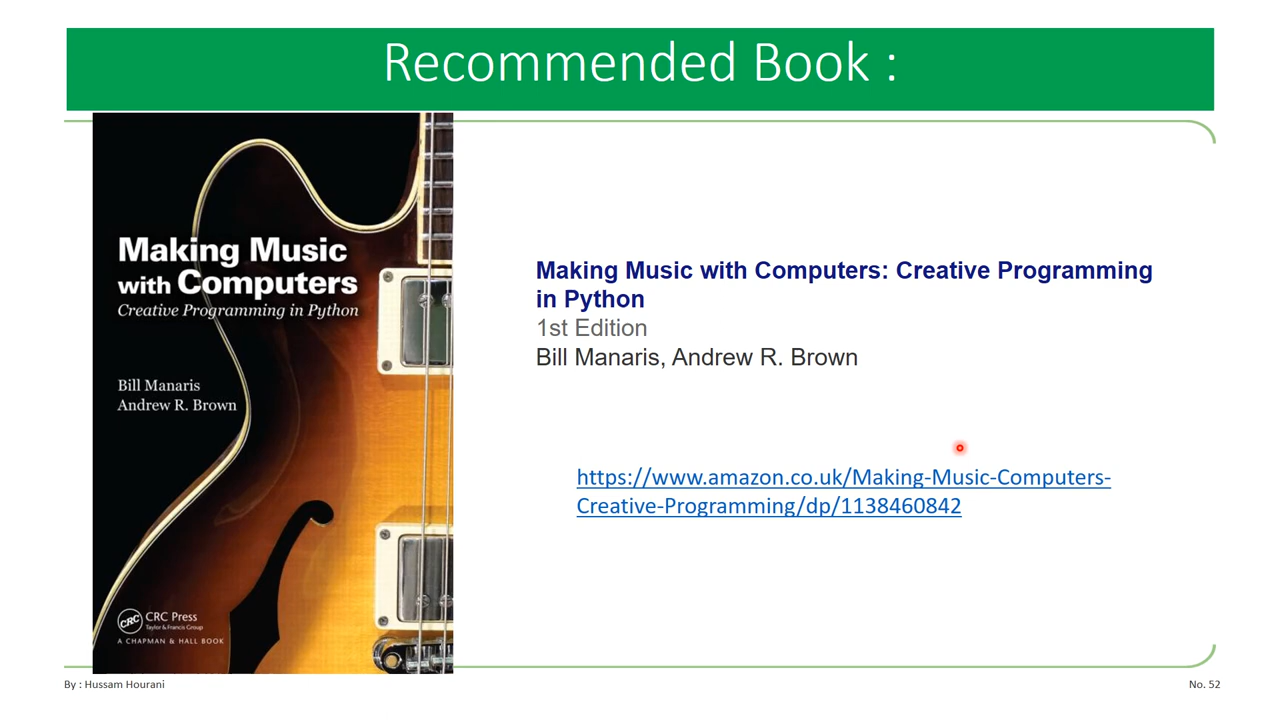 Recommended Book :
Making Music
with Computers
Creative Programming in Python
Bill Manaris
Andrew R. Brown
CRC
CRC Press
Taylor & Francis Group
A CHAPMAN & HALL BOOK
Making Music with Computers: Creative Programming
in Python
1st Edition
Bill Manaris, Andrew R. Brown
https://www.amazon.co.uk/Making-Music-Computers-
Creative-Programming/dp/1138460842
By : Hussam Hourani
No. 52